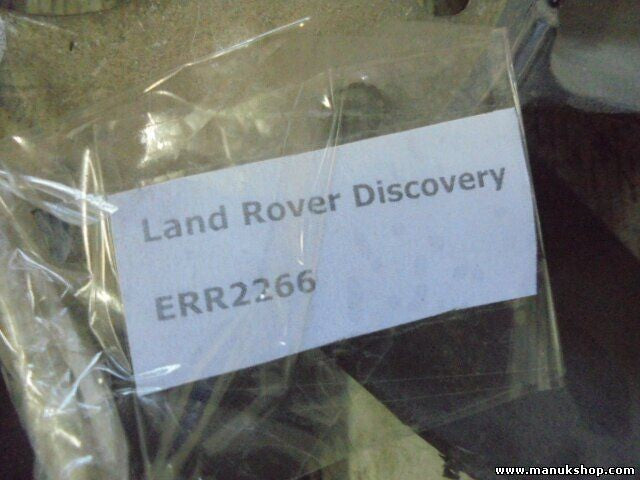 Land Rover Discovery
ERR2266
www.manukshop.com